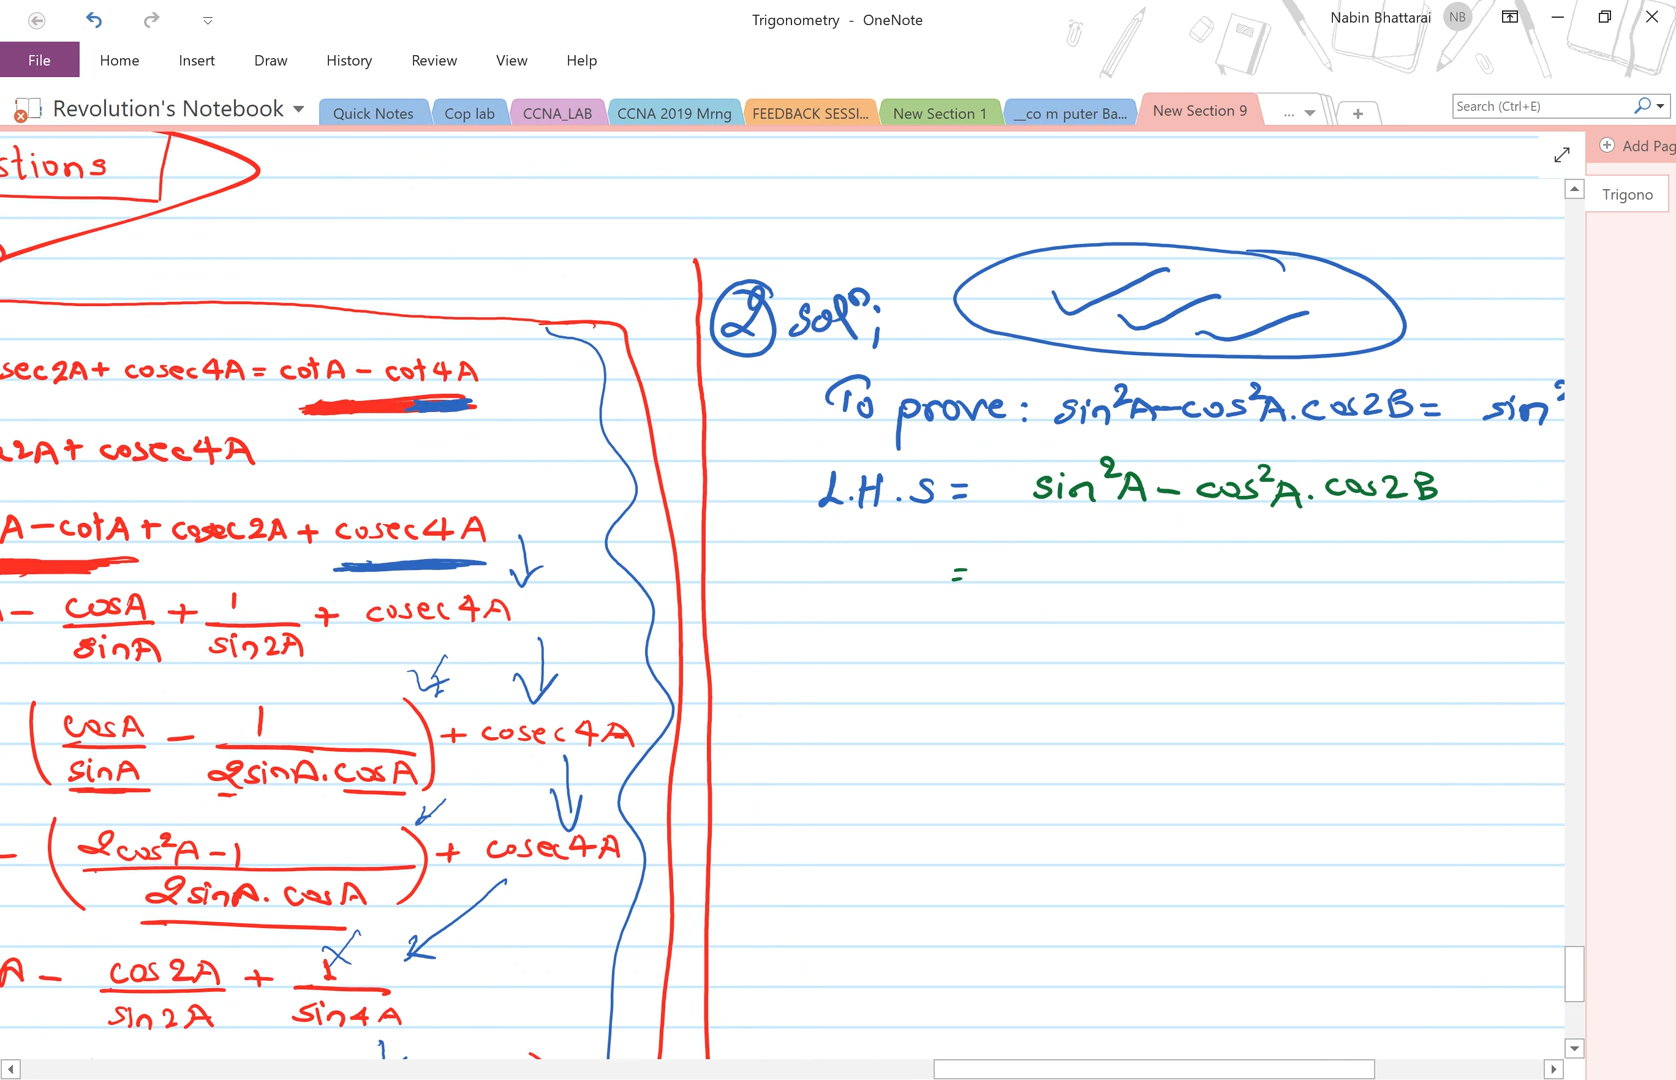 Trigonometry - OneNote
Nabin Bhattarai NB
File Home Insert Draw History Review View Help
Revolution's Notebook Quick Notes Cop lab CCNA_LAB CCNA 2019 Mrng FEEDBACK SESSI... New Section 1 __co m puter Ba... New Section 9 ... Search (Ctrl+E)
Add Pag
Trigono
stions
sec2A + cosec4A = cotA - cot4A
2A + cosec4A
A - cotA + cosec2A + cosec4A
- cosA/sinA + 1/sin2A + cosec4A
(cosA/sinA - 1/2sinA.cosA) + cosec4A
- (2cos²A-1/2sinA.cosA) + cosec4A
A - cos2A/sin2A + 1/sin4A
② solⁿ;
To prove: sin²A-cos²A.cos2B = sin²
L.H.S = sin²A - cos²A.cos2B
=